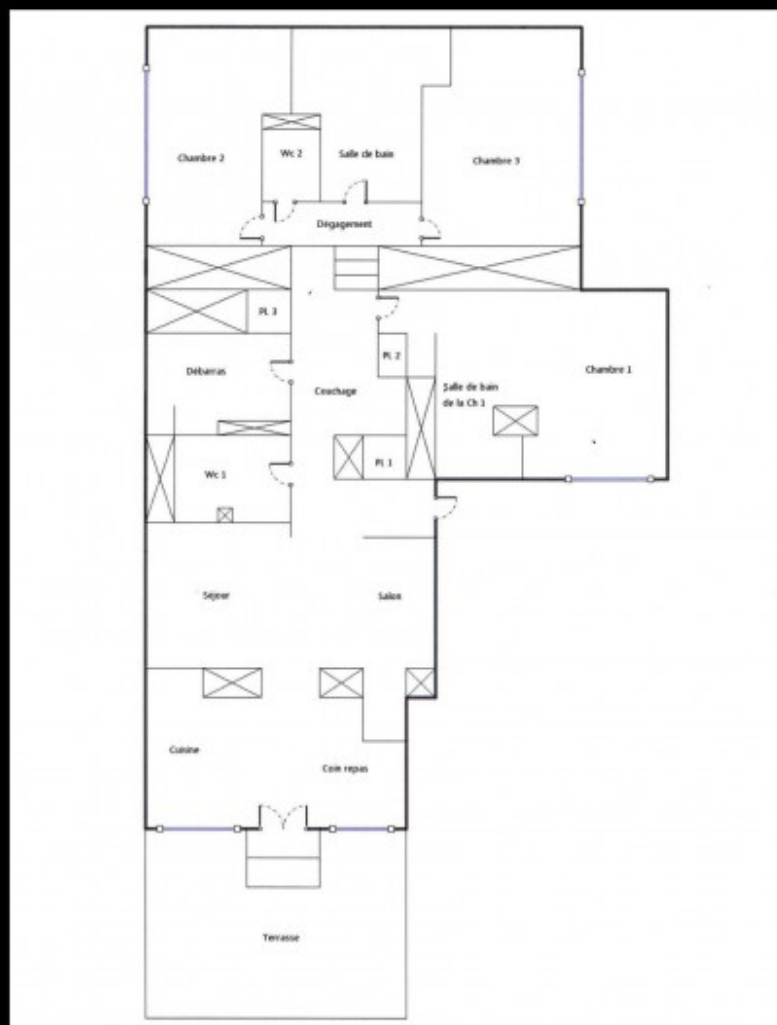 Chambre 2
Wc 2
Salle de bain
Chambre 3
Dégagement
Pl. 3
Débarras
Pl. 2
Couchage
Salle de bain
de la Ch 1
Chambre 1
Wc 1
Pl. 1
Séjour
Salon
Cuisine
Coin repas
Terrasse